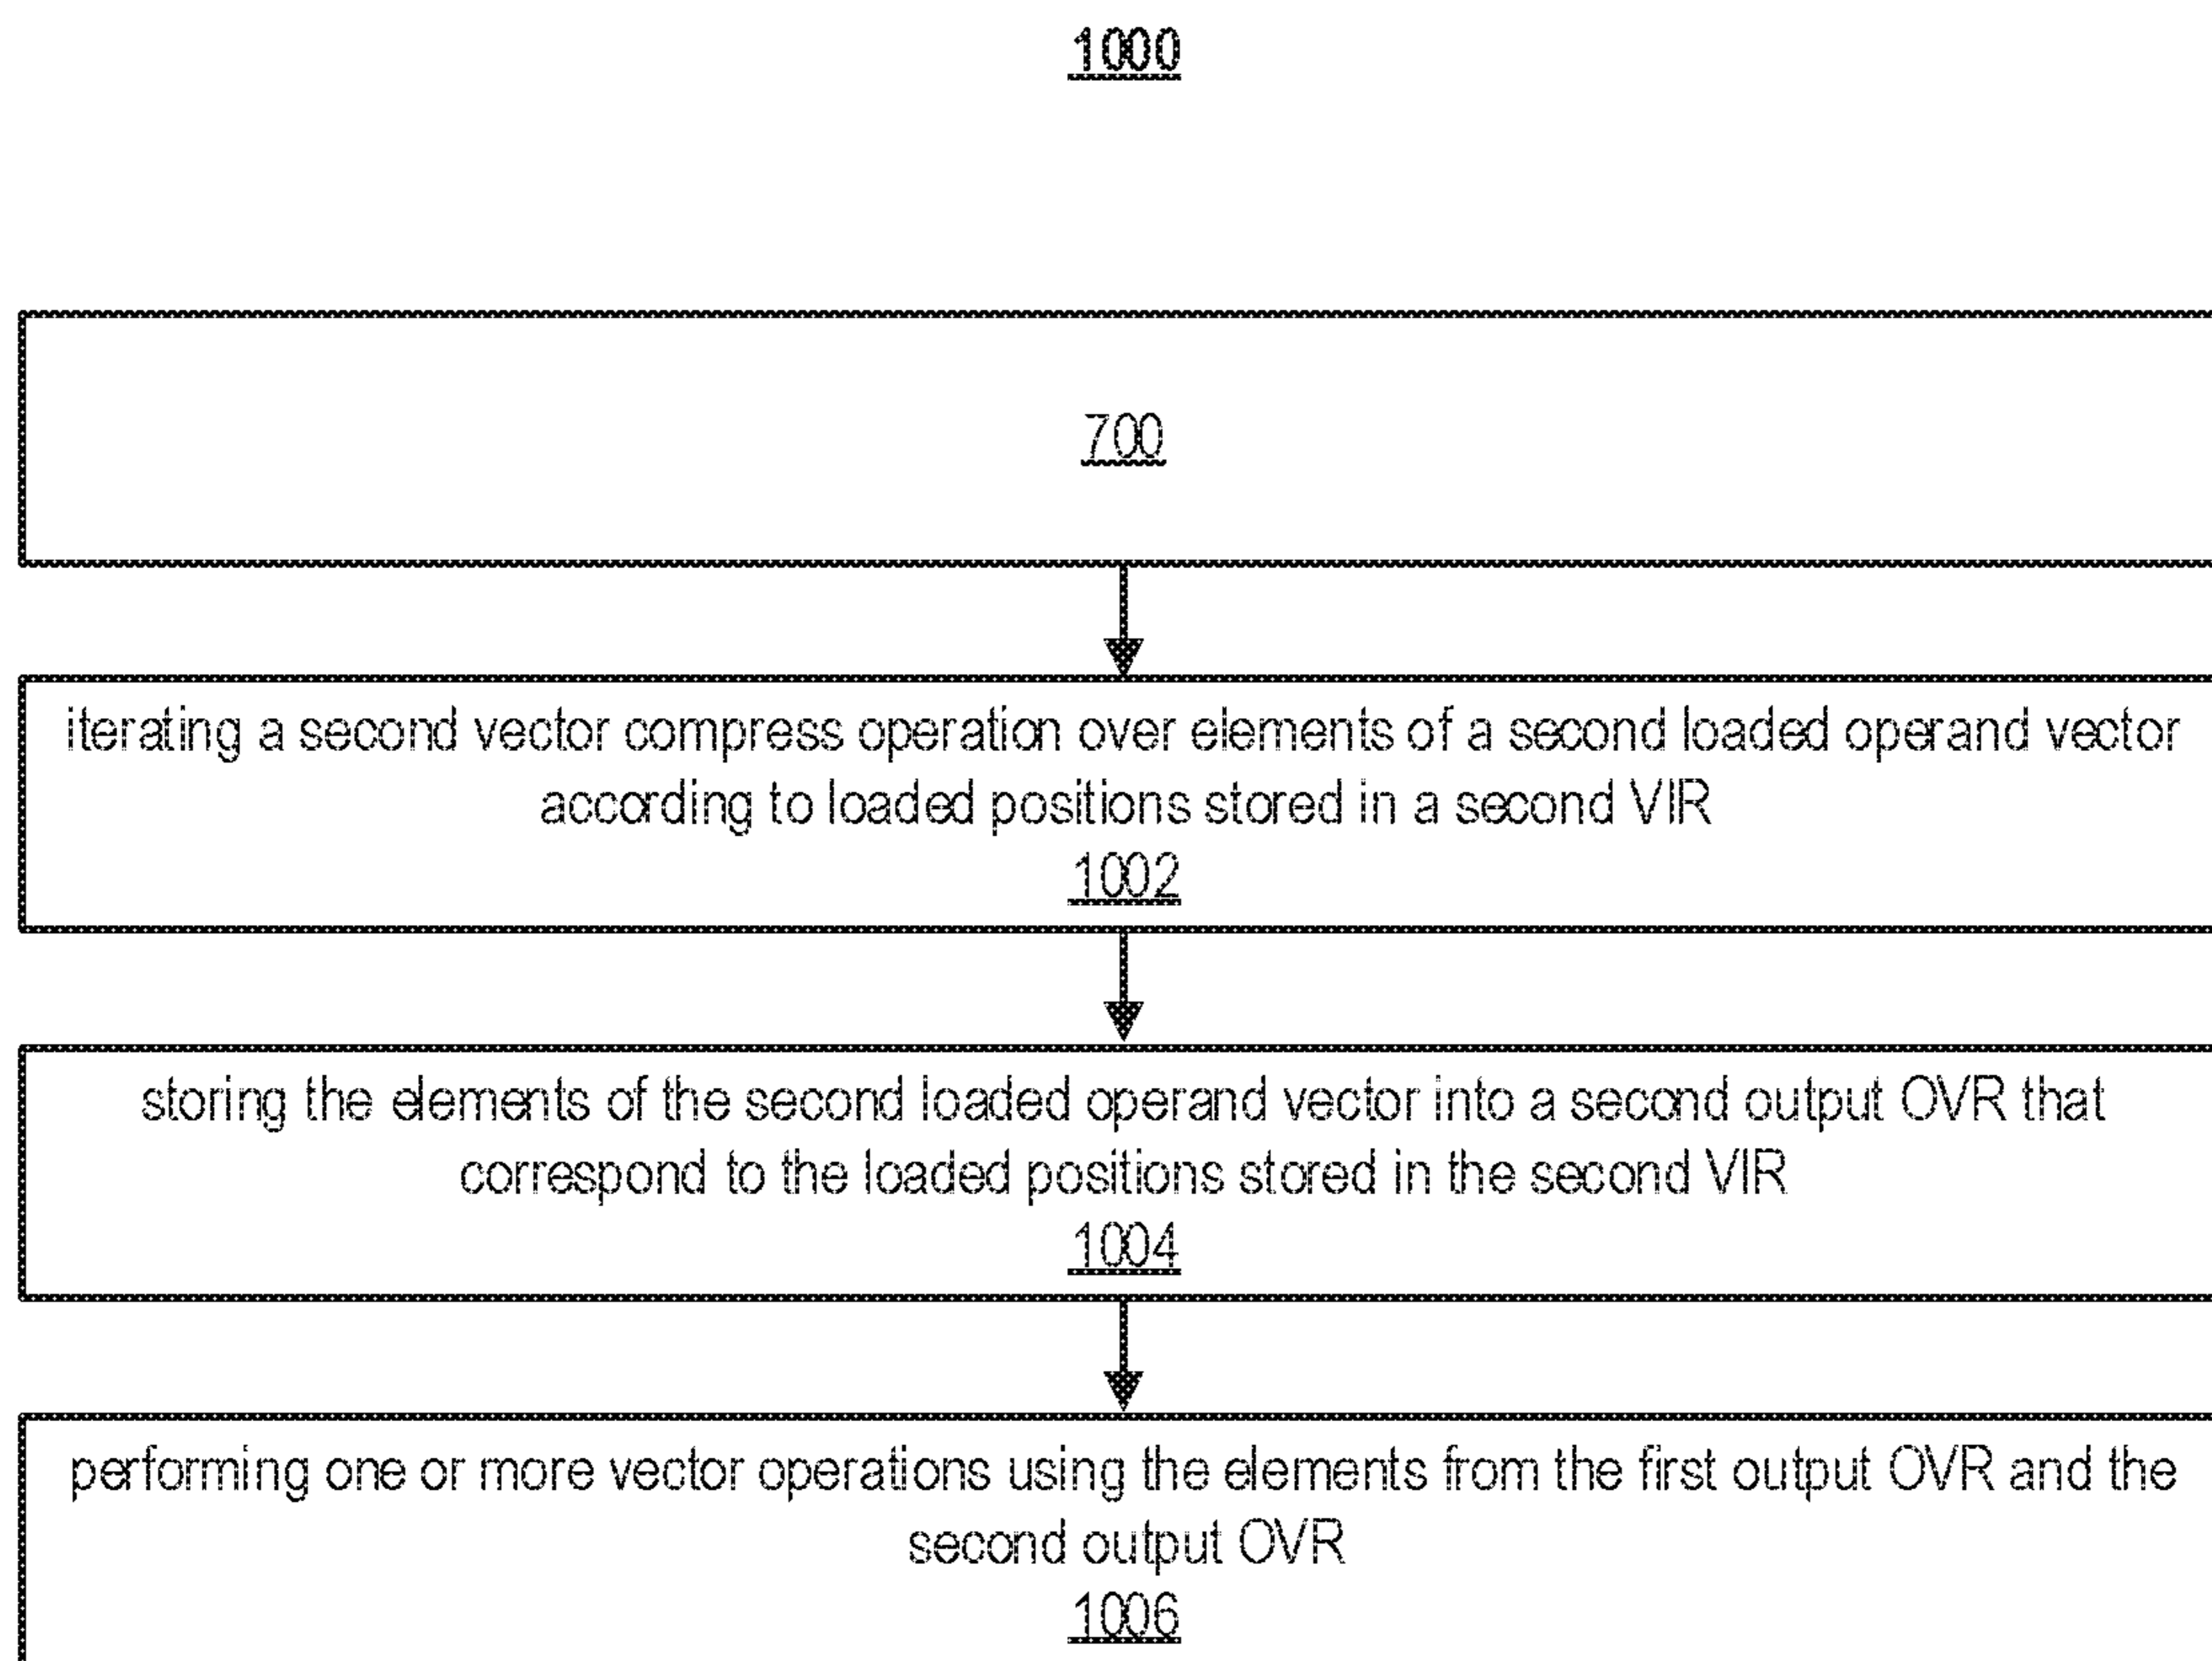 1000
700
iterating a second vector compress operation over elements of a second loaded operand vector
according to loaded positions stored in a second VIR
1002
storing the elements of the second loaded operand vector into a second output OVR that
correspond to the loaded positions stored in the second VIR
1004
performing one or more vector operations using the elements from the first output OVR and the
second output OVR
1006